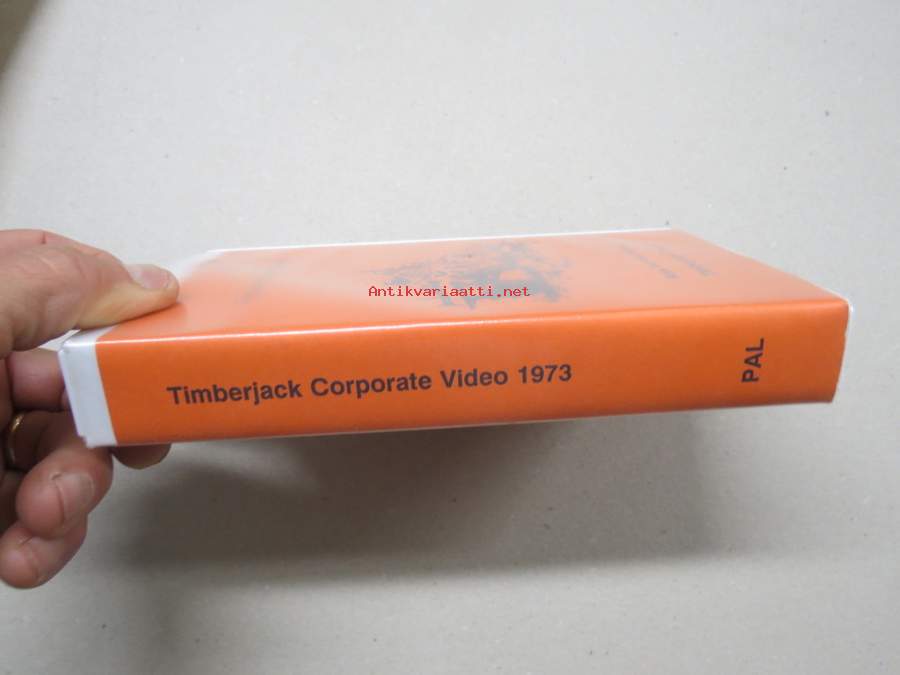 Antikvariaatti.net
Timberjack Corporate Video 1973
PAL